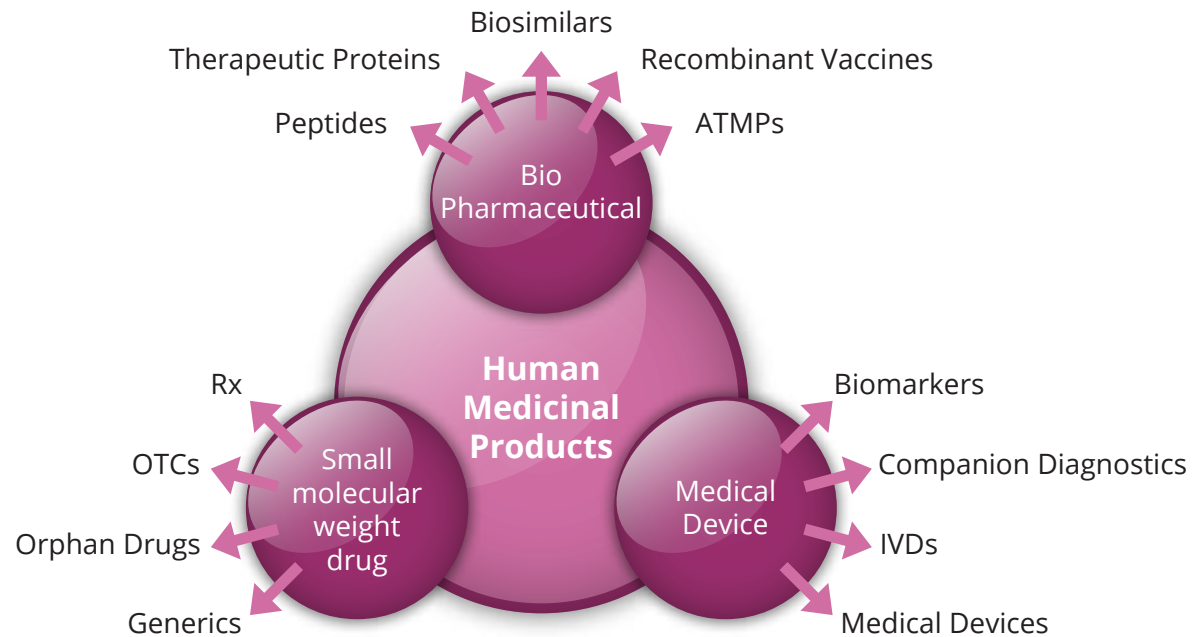 Biosimilars
Therapeutic Proteins
Recombinant Vaccines
Peptides
ATMPs
Bio
Pharmaceutical
Human
Medicinal
Products
Rx
OTCs
Orphan Drugs
Generics
Small
molecular
weight
drug
Medical
Device
Biomarkers
Companion Diagnostics
IVDs
Medical Devices